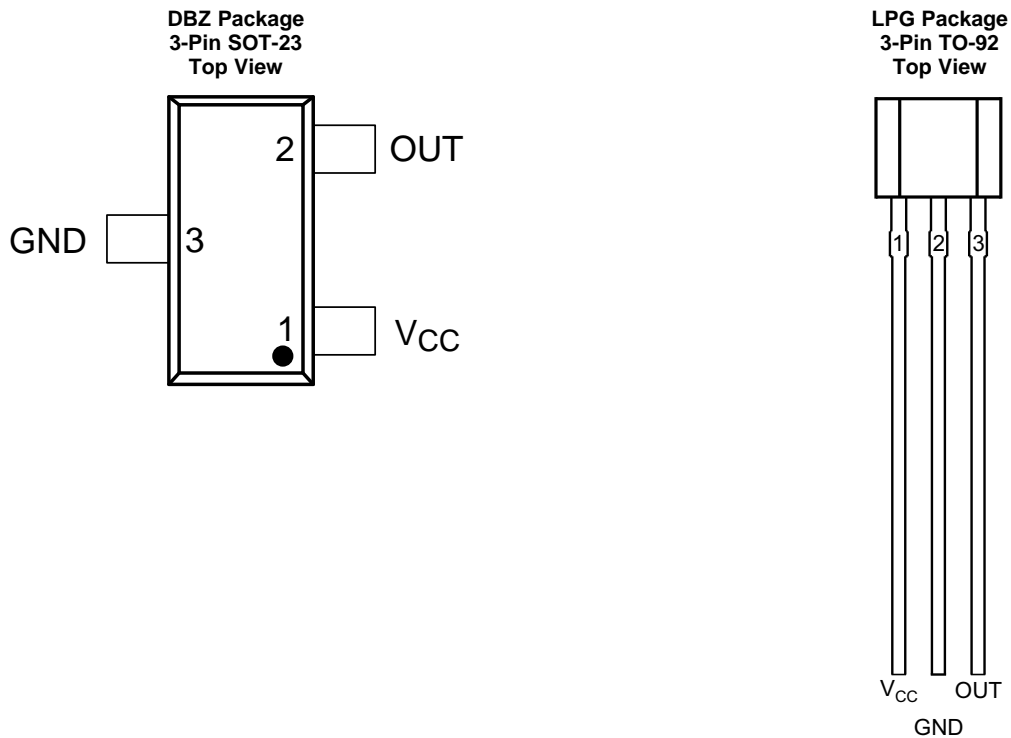 DBZ Package
3-Pin SOT-23
Top View
2 OUT
GND 3
1
VCC
LPG Package
3-Pin TO-92
Top View
1 2 3
VCC OUT
GND